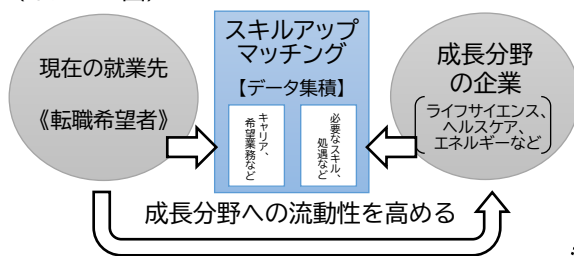 現在の就業先
《転職希望者》
スキルアップ
マッチング
【データ集積】
キャリア、
希望業務など
必要なスキル、
処遇など
成長分野
の企業
ライフサイエンス、
ヘルスケア、
エネルギーなど
成長分野への流動性を高める